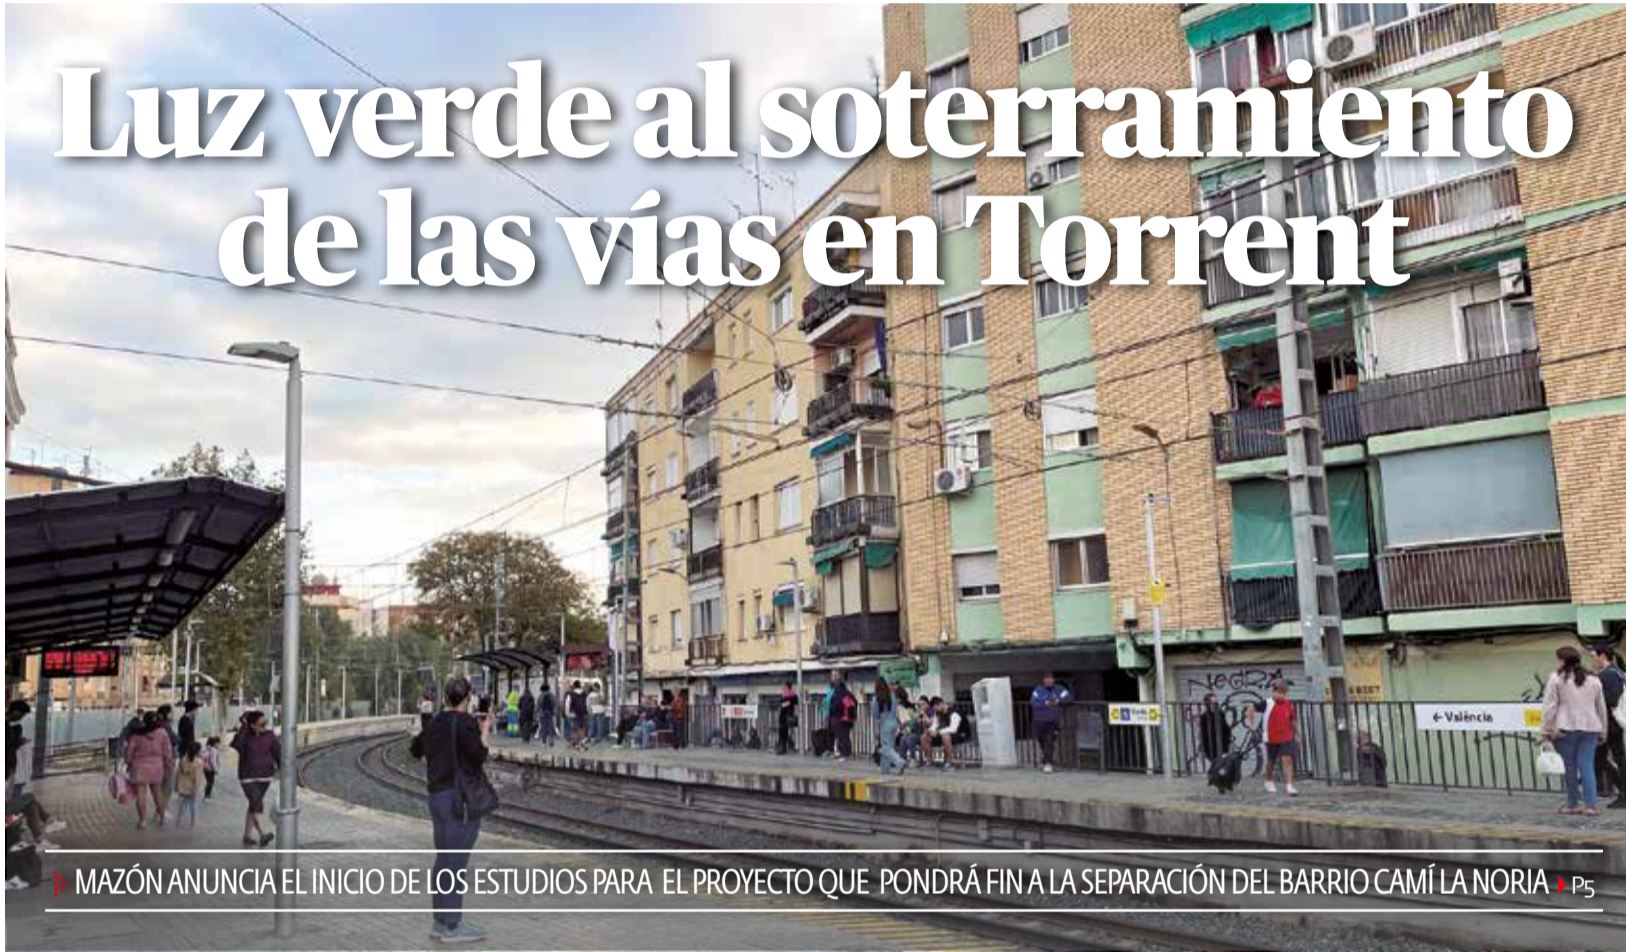 Luz verde al soterramiento
de las vías en Torrent
NEGRA
← València
MAZÓN ANUNCIA EL INICIO DE LOS ESTUDIOS PARA EL PROYECTO QUE PONDRÁ FIN A LA SEPARACIÓN DEL BARRIO CAMÍ LA NORIA P5